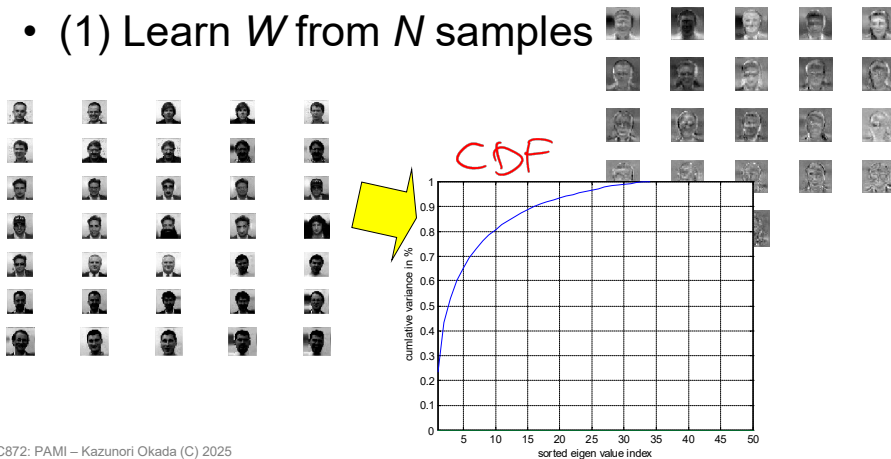 • (1) Learn W from N samples
CDF
1
0.9
0.8
0.7
0.6
0.5
0.4
0.3
0.2
0.1
0
cumlative variance in %
5 10 15 20 25 30 35 40 45 50
sorted eigen value index
C872: PAMI – Kazunori Okada (C) 2025